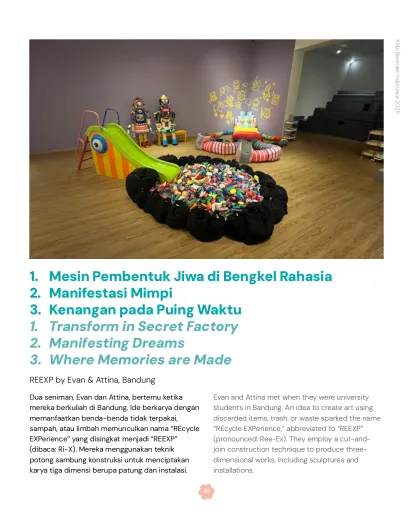 Kids Biennale Indonesia 2025
1. Mesin Pembentuk Jiwa di Bengkel Rahasia
2. Manifestasi Mimpi
3. Kenangan pada Puing Waktu
1. Transform in Secret Factory
2. Manifesting Dreams
3. Where Memories are Made
REEXP by Evan & Attina, Bandung
Dua seniman, Evan dan Attina, bertemu ketika
mereka berkuliah di Bandung. Ide berkarya dengan
memanfaatkan benda-benda tidak terpakai,
sampah, atau limbah memunculkan nama “REcycle
EXPerience” yang disingkat menjadi “REEXP”
(dibaca: Ri-X). Mereka menggunakan teknik
potong sambung konstruksi untuk menciptakan
karya tiga dimensi berupa patung dan instalasi.
Evan and Attina met when they were university
students in Bandung. An idea to create art using
discarded items, trash, or waste sparked the name
“REcycle EXPerience,” abbreviated to “REEXP”
(pronounced: Ree-Ex). They employ a cut-and-
join construction technique to produce three-
dimensional works, including sculptures and
installations.